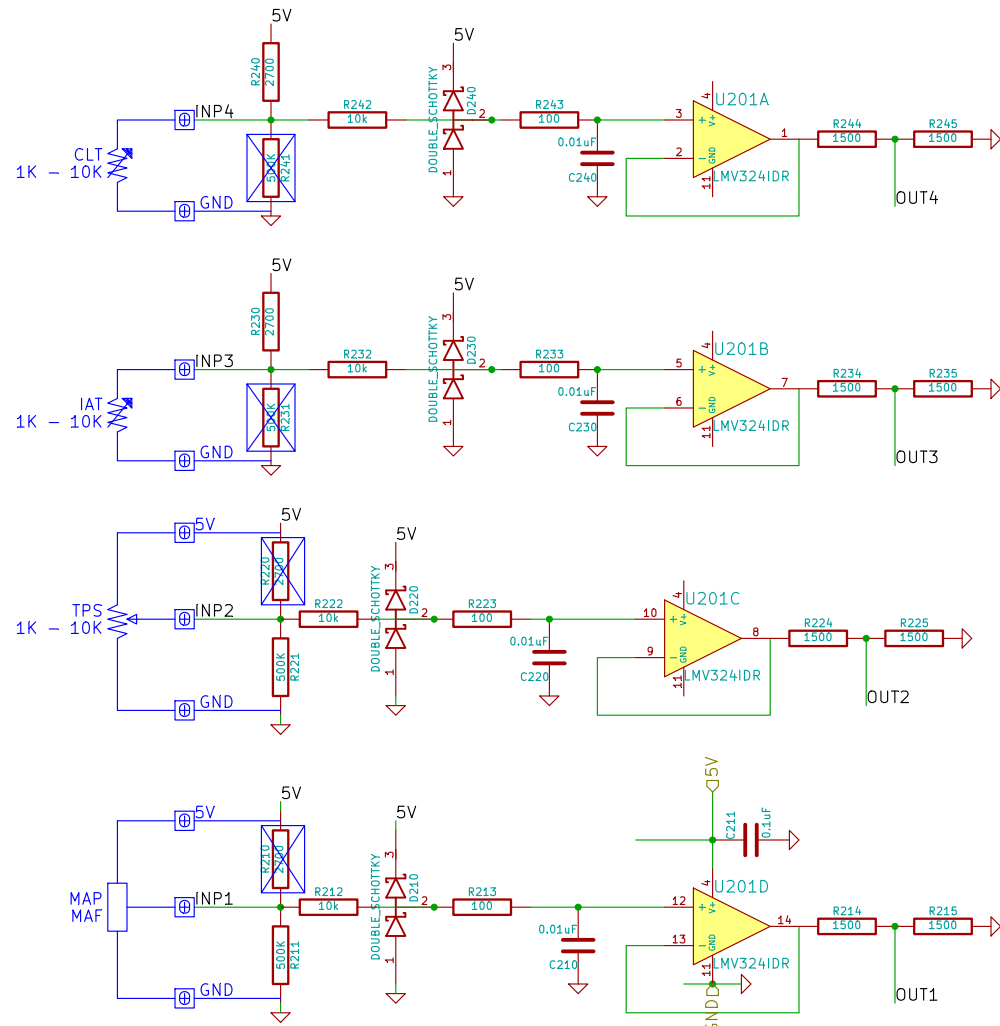 5V
R240
2700
INP4
CLT
1K - 10K
500K
R241
GND
R242
10k
5V
DOUBLE_SCHOTTKY
D240
3
2
1
R243
100
0.01uF
C240
U201A
4
V+
3
+
2
-
GND
11
1
LMV324IDR
R244
1500
R245
1500
OUT4
5V
R230
2700
INP3
IAT
1K - 10K
500K
R231
GND
R232
10k
5V
DOUBLE_SCHOTTKY
D230
3
2
1
R233
100
0.01uF
C230
U201B
4
V+
5
+
6
-
GND
11
7
LMV324IDR
R234
1500
R235
1500
OUT3
5V
5V
R220
2700
TPS
1K - 10K
INP2
500K
R221
GND
R222
10k
5V
DOUBLE_SCHOTTKY
D220
3
2
1
R223
100
0.01uF
C220
U201C
4
V+
10
+
9
-
GND
11
8
LMV324IDR
R224
1500
R225
1500
OUT2
5V
5V
R210
2700
MAP
MAF
INP1
500K
R211
GND
R212
10k
5V
DOUBLE_SCHOTTKY
D210
3
2
1
R213
100
0.01uF
C210
5V
C211
0.1uF
U201D
4
V+
12
+
13
-
GND
11
14
LMV324IDR
GND
R214
1500
R215
1500
OUT1